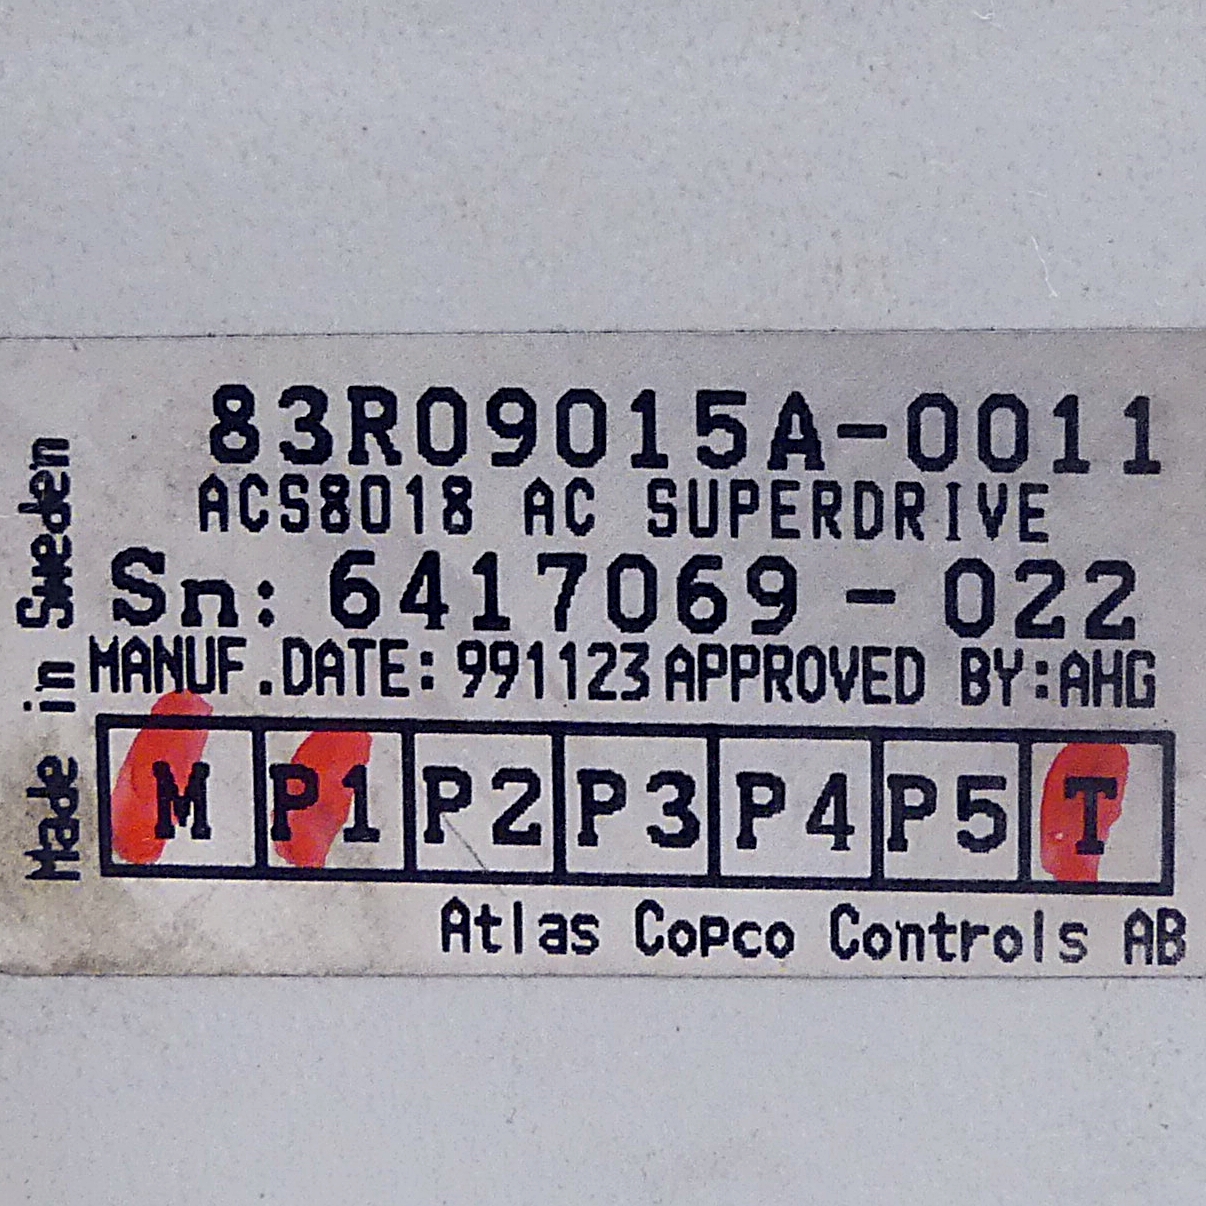 83R09015A-0011
ACS8018 AC SUPERDRIVE
Sn: 6417069 - 022
MANUF.DATE: 991123 APPROVED BY:AHG
M P1 P2 P3 P4 P5 T
Atlas Copco Controls AB
Made in Sweden